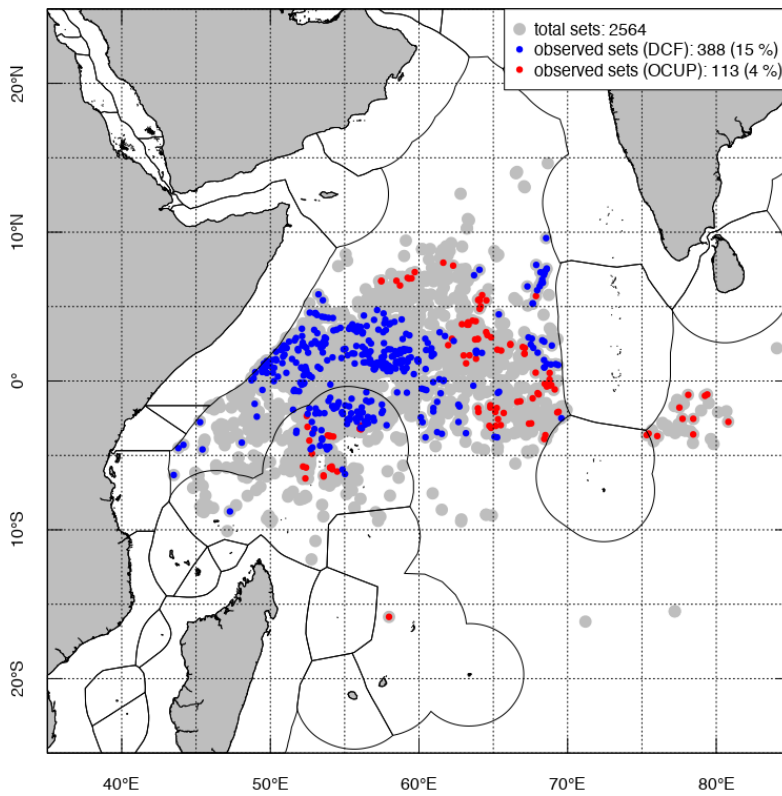 total sets: 2564
observed sets (DCF): 388 (15 %)
observed sets (OCUP): 113 (4 %)
20°N
10°N
0°
10°S
20°S
40°E 50°E 60°E 70°E 80°E